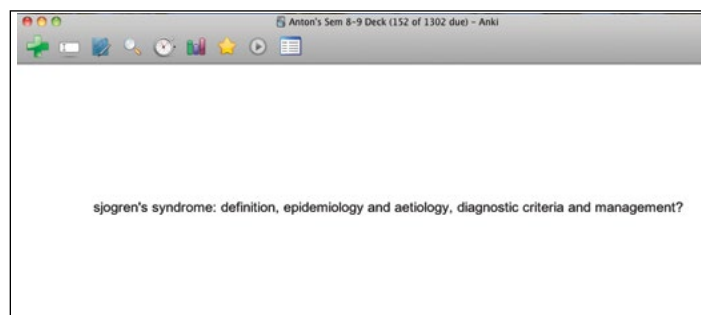 Anton's Sem 8-9 Deck (152 of 1302 due) - Anki
sjogren's syndrome: definition, epidemiology and aetiology, diagnostic criteria and management?